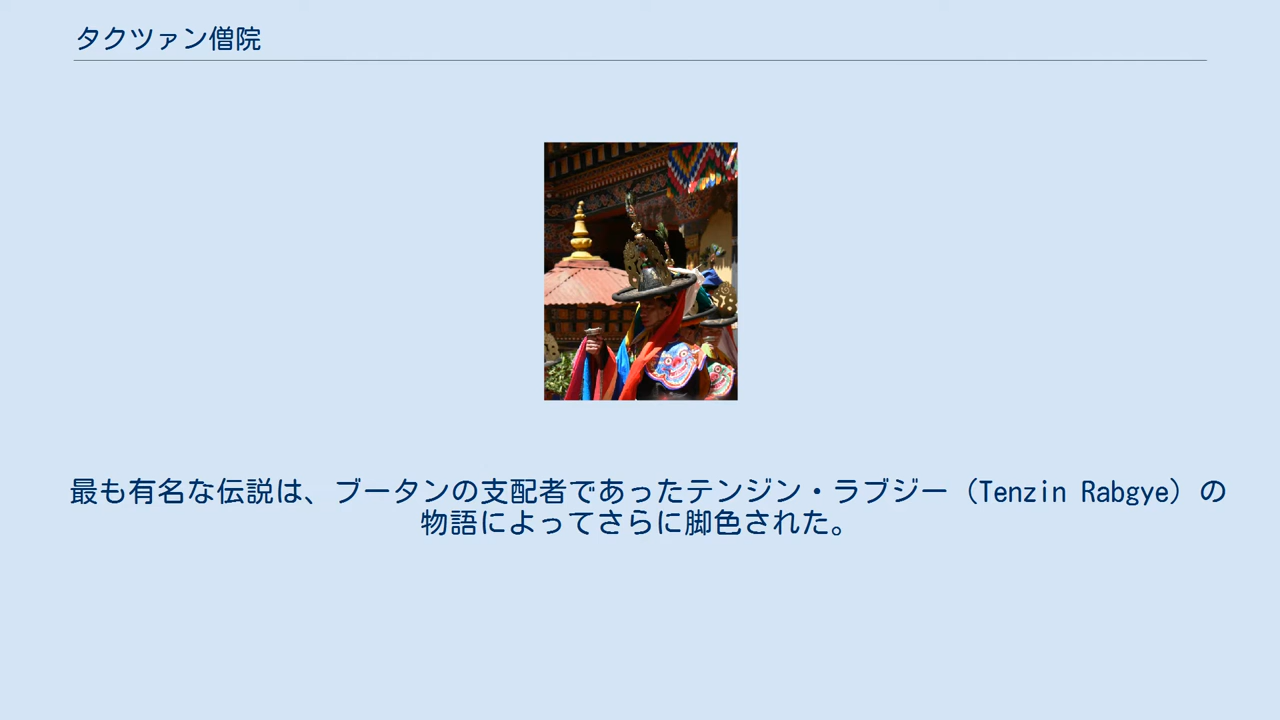 タクツァン僧院
最も有名な伝説は、ブータンの支配者であったテンジン・ラブジー（Tenzin Rabgye）の
物語によってさらに脚色された。